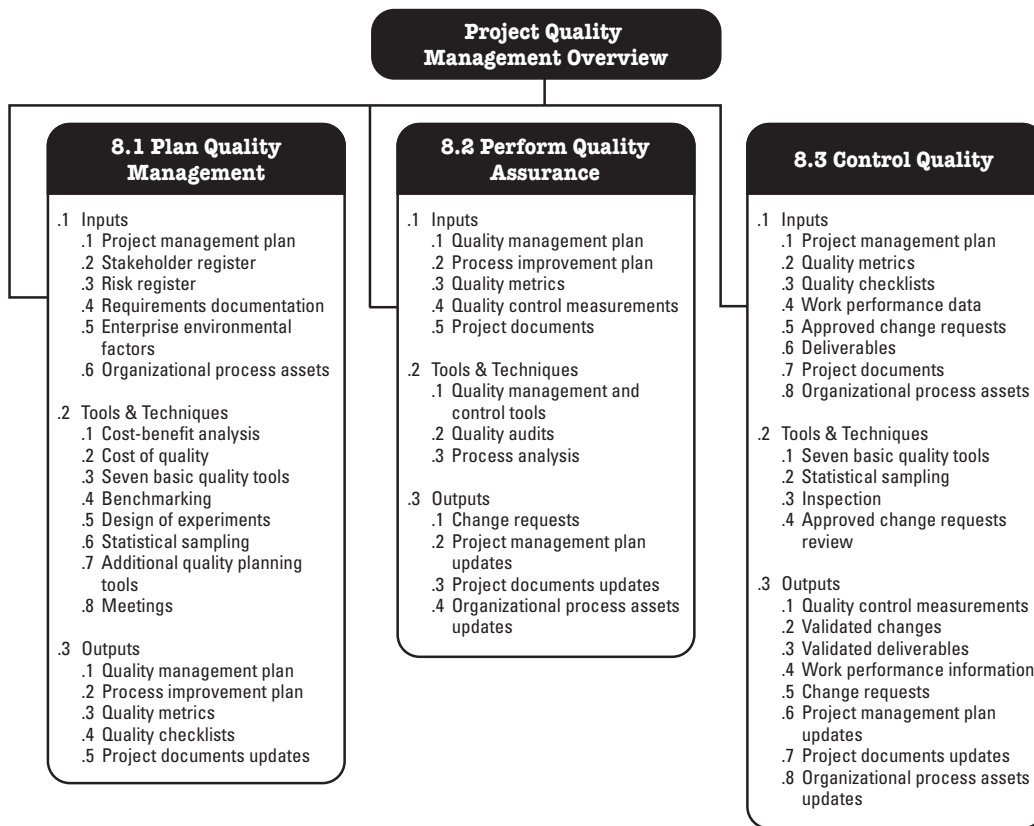 Project Quality
Management Overview
8.1 Plan Quality
Management
.1 Inputs
.1 Project management plan
.2 Stakeholder register
.3 Risk register
.4 Requirements documentation
.5 Enterprise environmental
factors
.6 Organizational process assets
.2 Tools & Techniques
.1 Cost-benefit analysis
.2 Cost of quality
.3 Seven basic quality tools
.4 Benchmarking
.5 Design of experiments
.6 Statistical sampling
.7 Additional quality planning
tools
.8 Meetings
.3 Outputs
.1 Quality management plan
.2 Process improvement plan
.3 Quality metrics
.4 Quality checklists
.5 Project documents updates
8.2 Perform Quality
Assurance
.1 Inputs
.1 Quality management plan
.2 Process improvement plan
.3 Quality metrics
.4 Quality control measurements
.5 Project documents
.2 Tools & Techniques
.1 Quality management and
control tools
.2 Quality audits
.3 Process analysis
.3 Outputs
.1 Change requests
.2 Project management plan
updates
.3 Project documents updates
.4 Organizational process assets
updates
8.3 Control Quality
.1 Inputs
.1 Project management plan
.2 Quality metrics
.3 Quality checklists
.4 Work performance data
.5 Approved change requests
.6 Deliverables
.7 Project documents
.8 Organizational process assets
.2 Tools & Techniques
.1 Seven basic quality tools
.2 Statistical sampling
.3 Inspection
.4 Approved change requests
review
.3 Outputs
.1 Quality control measurements
.2 Validated changes
.3 Validated deliverables
.4 Work performance information
.5 Change requests
.6 Project management plan
updates
.7 Project documents updates
.8 Organizational process assets
updates